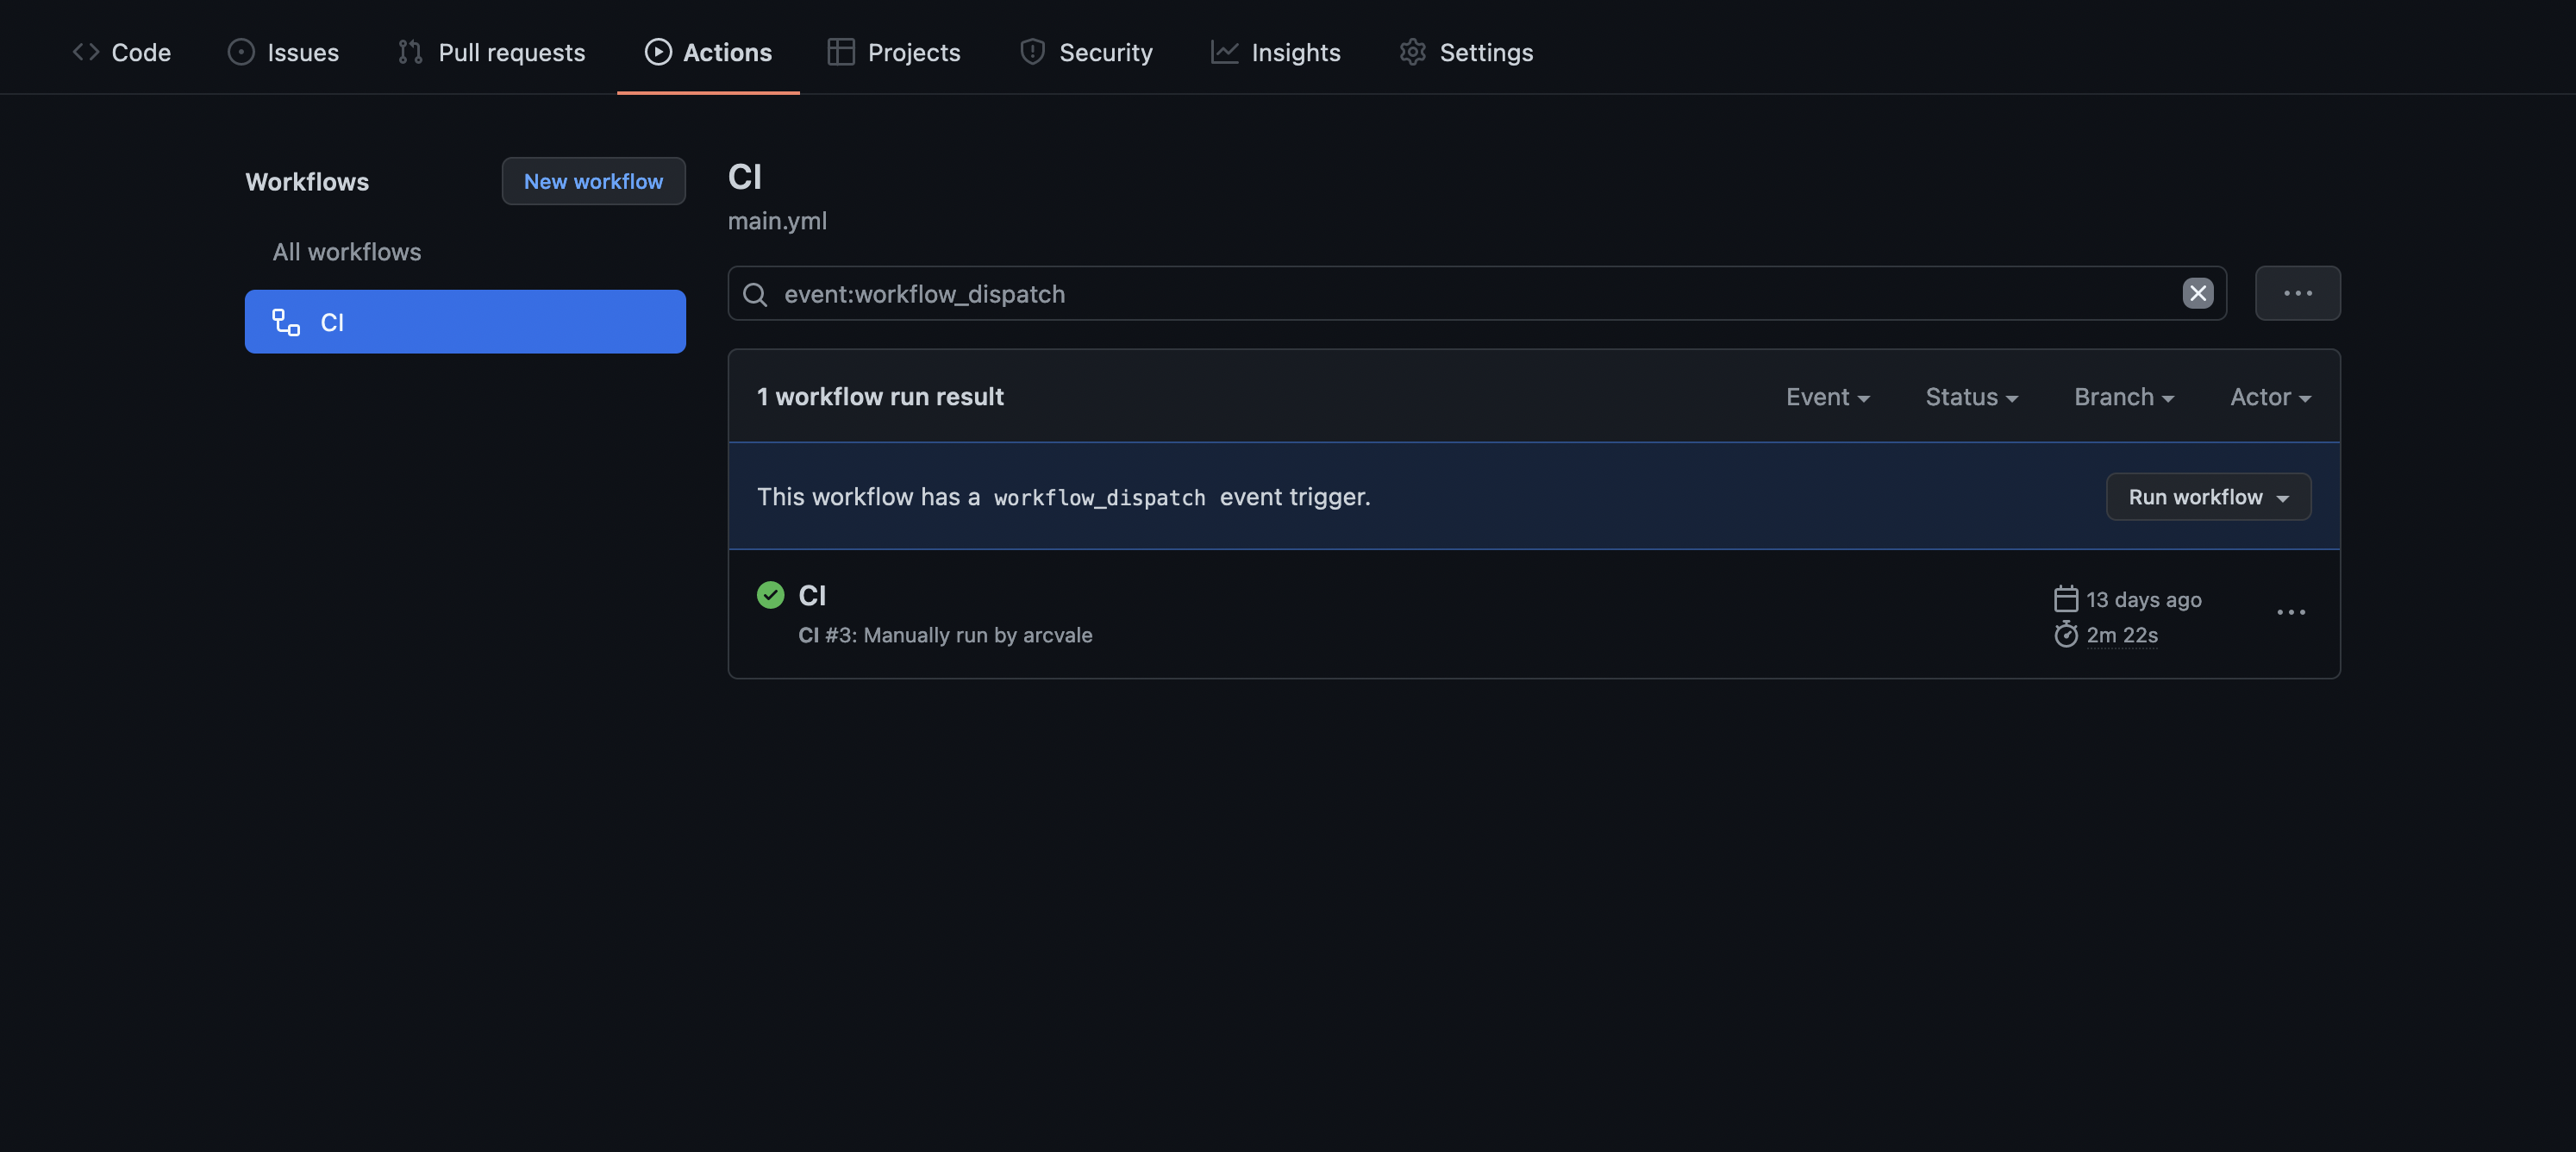 Code Issues Pull requests Actions Projects Security Insights Settings
Workflows
New workflow
All workflows
CI
CI
main.yml
event:workflow_dispatch
1 workflow run result
Event Status Branch Actor
This workflow has a workflow_dispatch event trigger.
Run workflow
CI
CI #3: Manually run by arcvale
13 days ago
2m 22s